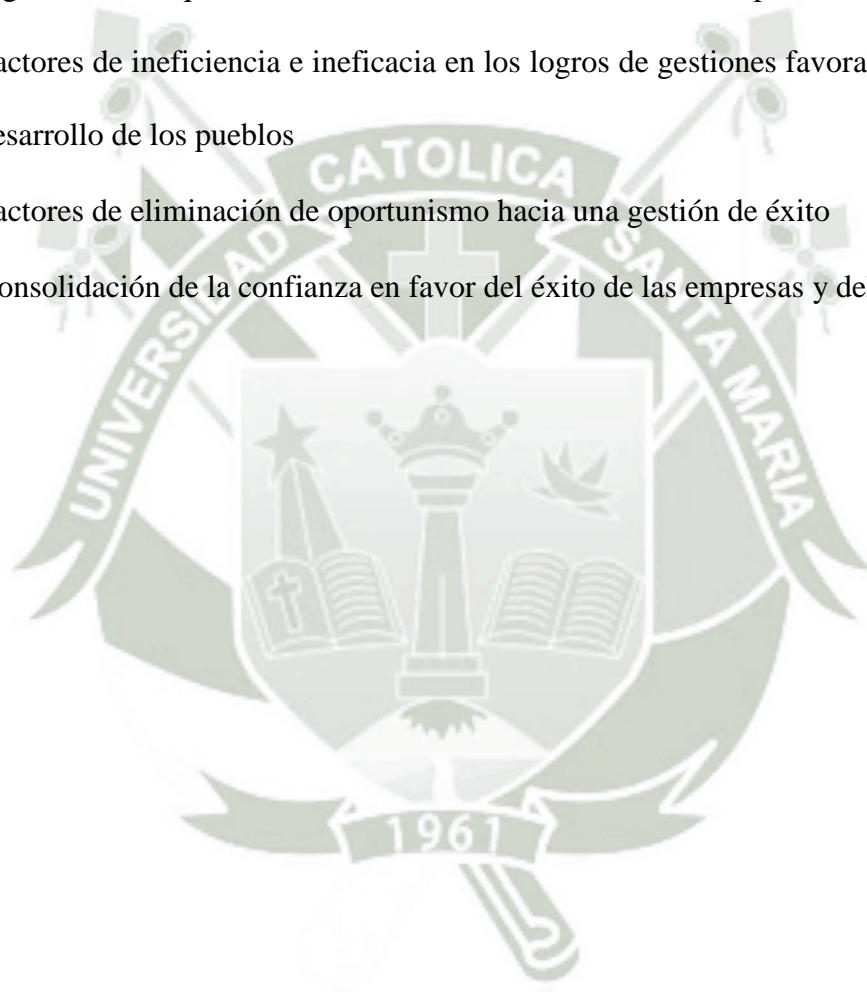 actores de ineficiencia e ineficacia en los logros de gestiones favora
esarrollo de los pueblos
actores de eliminación de oportunismo hacia una gestión de éxito
onsolidación de la confianza en favor del éxito de las empresas y del
UNIVERSIDAD CATOLICA SANTA MARIA
1961